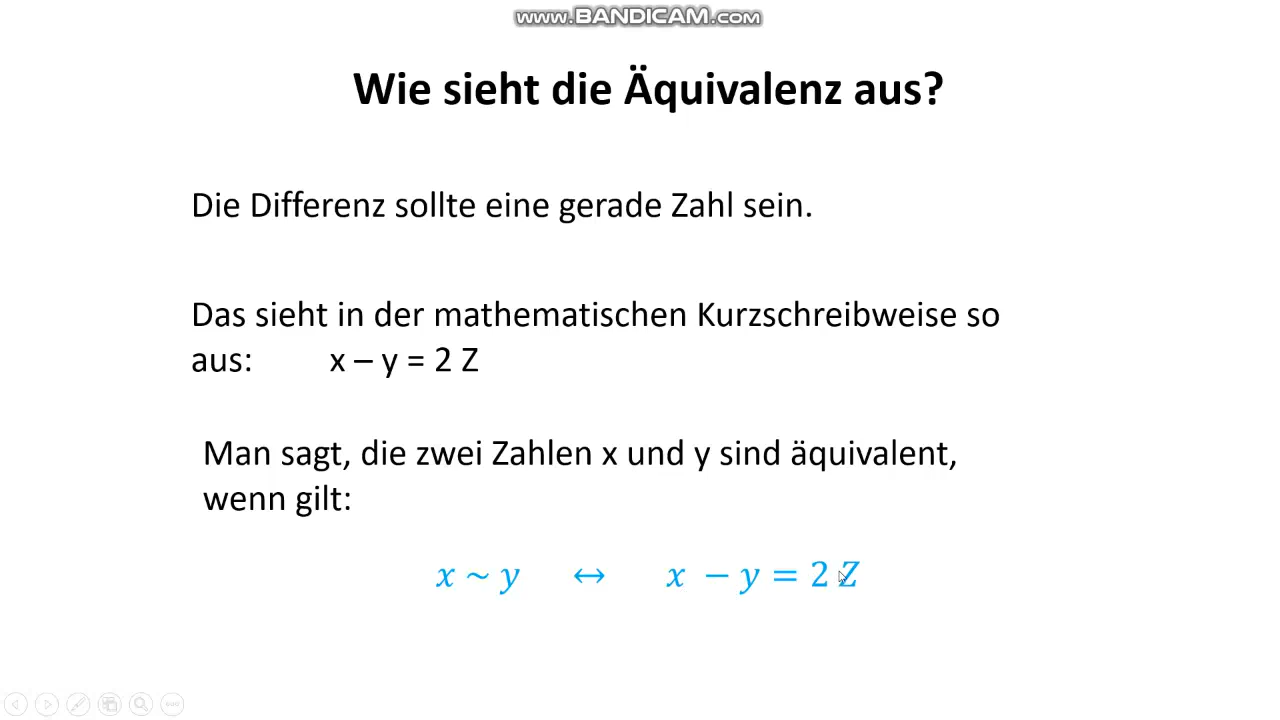 www.BANDICAM.com
Wie sieht die Äquivalenz aus?
Die Differenz sollte eine gerade Zahl sein.
Das sieht in der mathematischen Kurzschreibweise so
aus: x – y = 2 Z
Man sagt, die zwei Zahlen x und y sind äquivalent,
wenn gilt:
x ~ y ↔ x − y = 2 Z